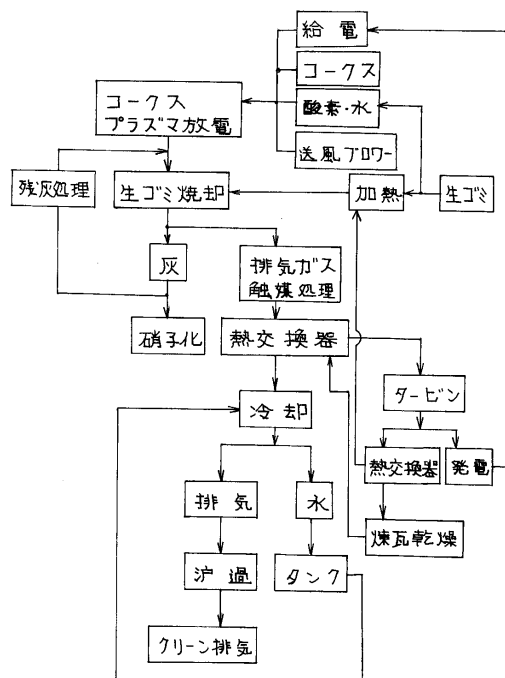 給電
コークス
酸素・水
送風ブロワー
コークス
プラズマ放電
残灰処理
生ゴミ焼却
加熱
生ゴミ
灰
排気ガス
触媒処理
硝子化
熱交換器
タービン
冷却
熱交換器
発電
排気
水
煉瓦乾燥
沪過
タンク
クリーン排気